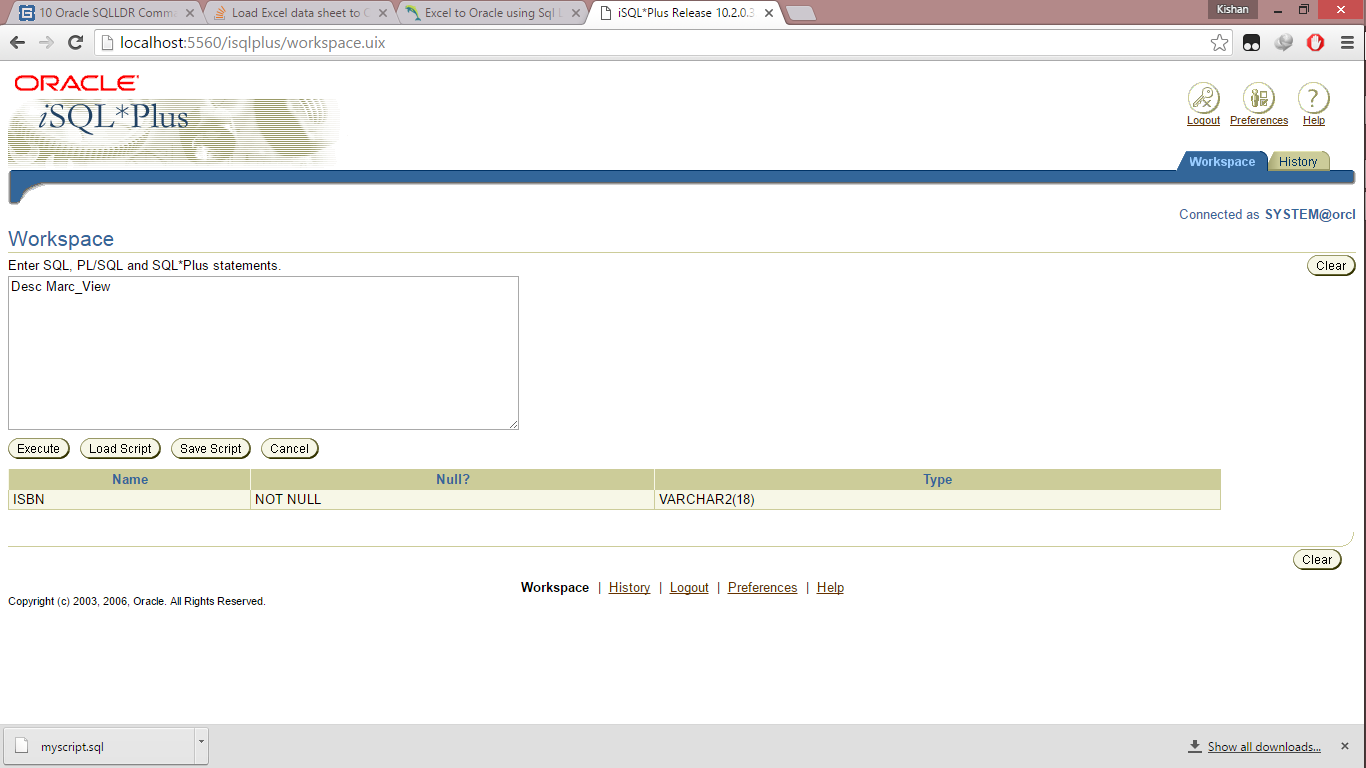 10 Oracle SQLLDR Comma
Load Excel data sheet to O
Excel to Oracle using Sql L
iSQL*Plus Release 10.2.0.3
Kishan
localhost:5560/isqlplus/workspace.uix
ORACLE
iSQL*Plus
Logout Preferences Help
Workspace History
Connected as SYSTEM@orcl
Workspace
Enter SQL, PL/SQL and SQL*Plus statements.
Clear
Desc Marc_View
Execute Load Script Save Script Cancel
Name Null? Type
ISBN NOT NULL VARCHAR2(18)
Clear
Workspace | History | Logout | Preferences | Help
Copyright (c) 2003, 2006, Oracle. All Rights Reserved.
myscript.sql
Show all downloads...